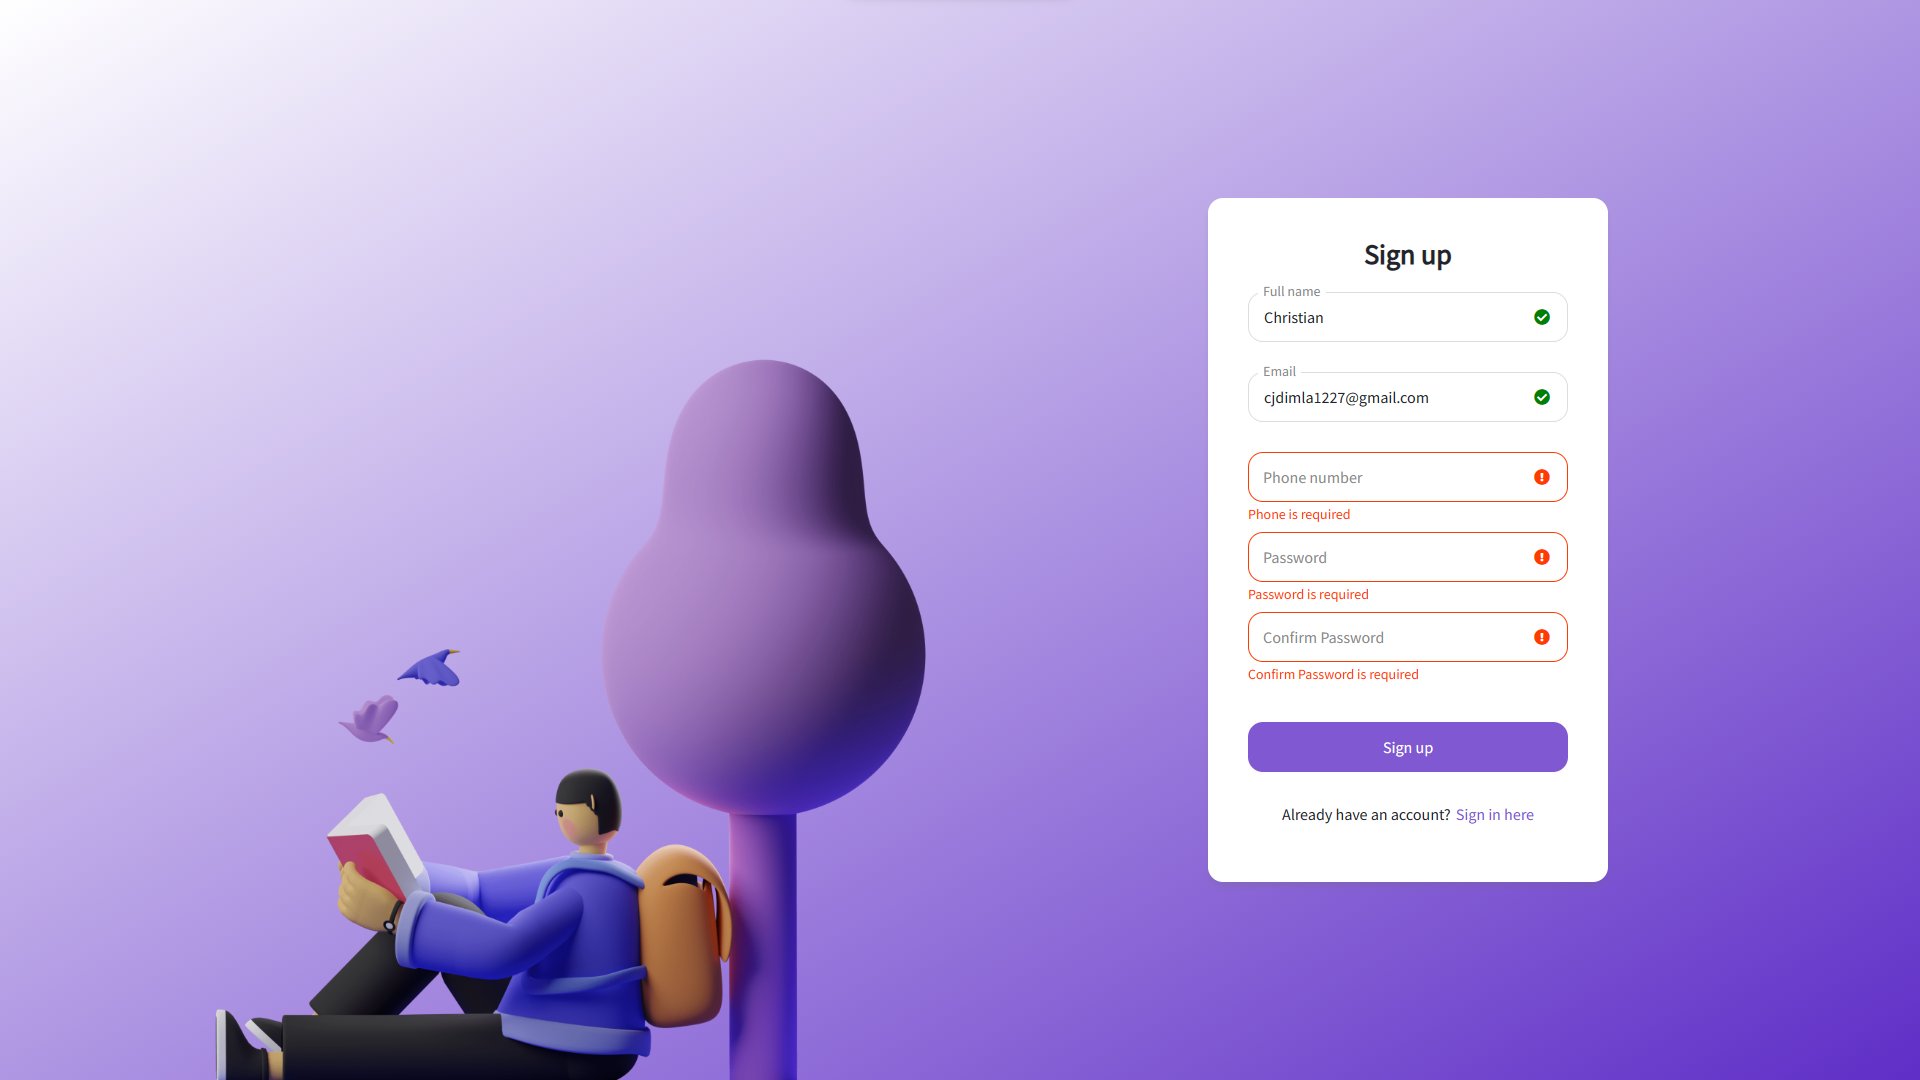 Sign up
Full name
Christian
Email
cjdimla1227@gmail.com
Phone number
Phone is required
Password
Password is required
Confirm Password
Confirm Password is required
Sign up
Already have an account? Sign in here